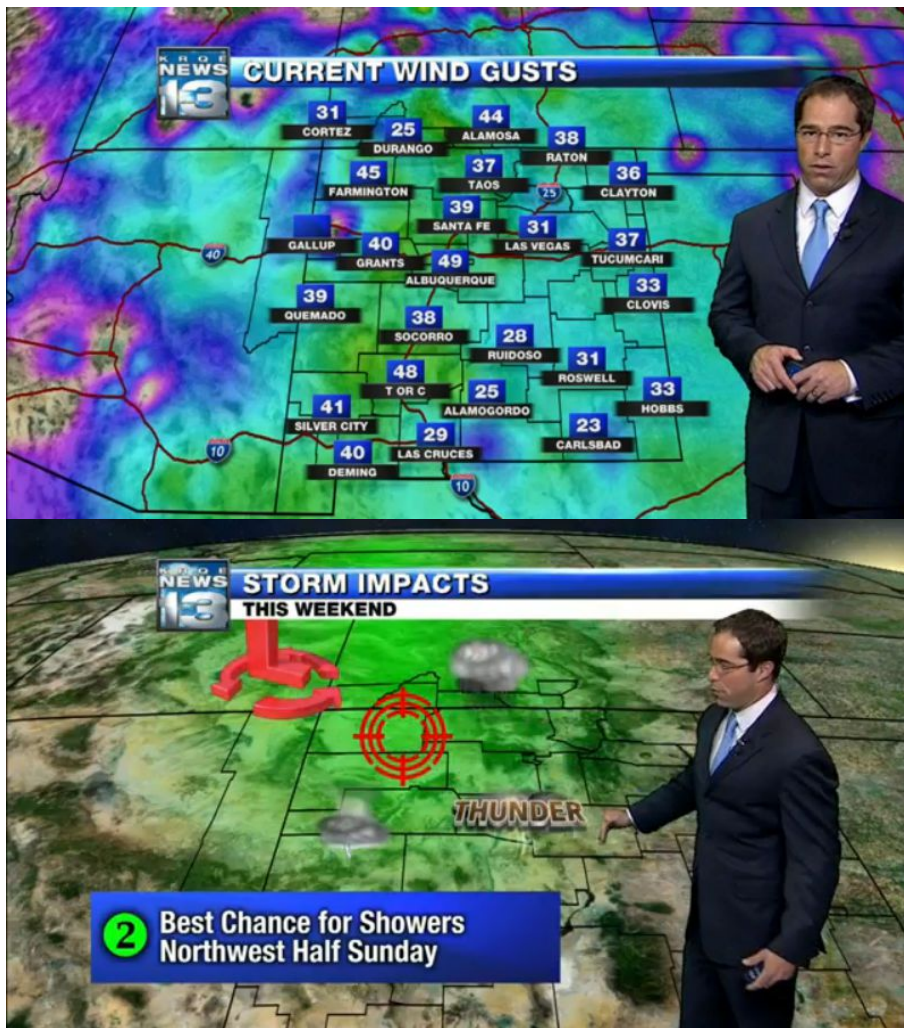 KRQE
NEWS
13
CURRENT WIND GUSTS
31
CORTEZ
25
DURANGO
44
ALAMOSA
38
RATON
45
FARMINGTON
37
TAOS
25
36
CLAYTON
39
SANTA FE
31
LAS VEGAS
GALLUP
40
40
GRANTS
49
ALBUQUERQUE
37
TUCUMCARI
39
QUEMADO
33
CLOVIS
38
SOCORRO
28
RUIDOSO
31
ROSWELL
48
T OR C
25
ALAMOGORDO
33
HOBBS
41
SILVER CITY
23
CARLSBAD
10
40
DEMING
29
LAS CRUCES
10
KRQE
NEWS
13
STORM IMPACTS
THIS WEEKEND
THUNDER
2
Best Chance for Showers
Northwest Half Sunday